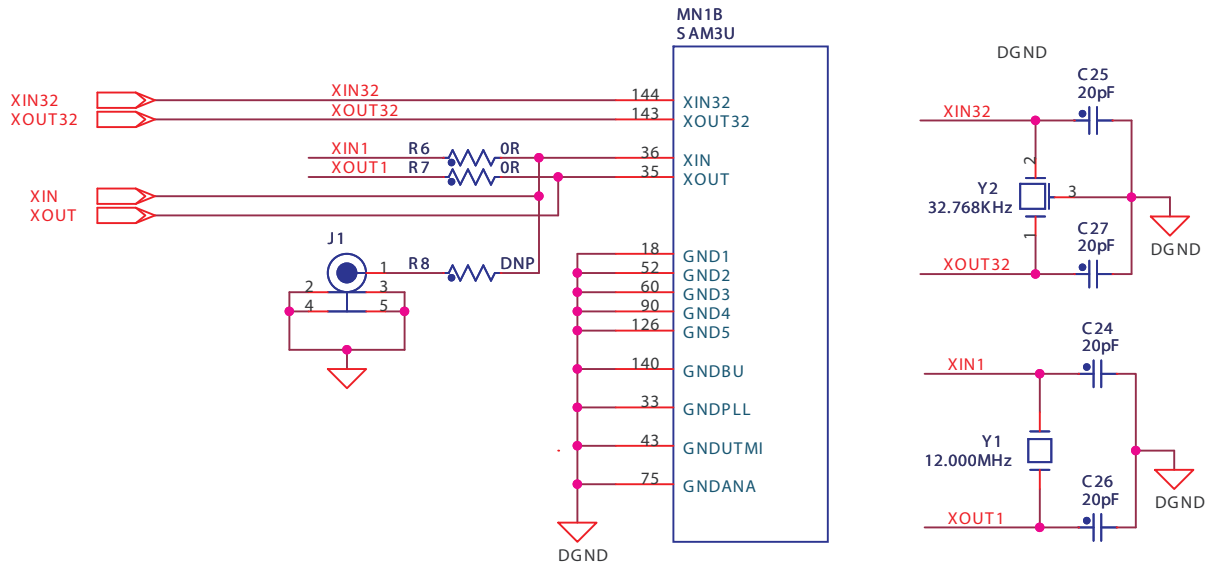 MN1B
SAM3U
XIN32
XOUT32
XIN32
XOUT32
144
143
XIN32
XOUT32
XIN1
XOUT1
R6
R7
0R
0R
36
35
XIN
XOUT
XIN
XOUT
J1
1
2
3
4
5
R8
DNP
18
GND1
52
GND2
60
GND3
90
GND4
126
GND5
140
GNDBU
33
GNDPLL
43
GNDUTMI
75
GNDANA
DGND
DGND
C25
20pF
XIN32
2
Y2
32.768KHz
3
1
DGND
C27
20pF
XOUT32
C24
20pF
XIN1
Y1
12.000MHz
DGND
C26
20pF
XOUT1